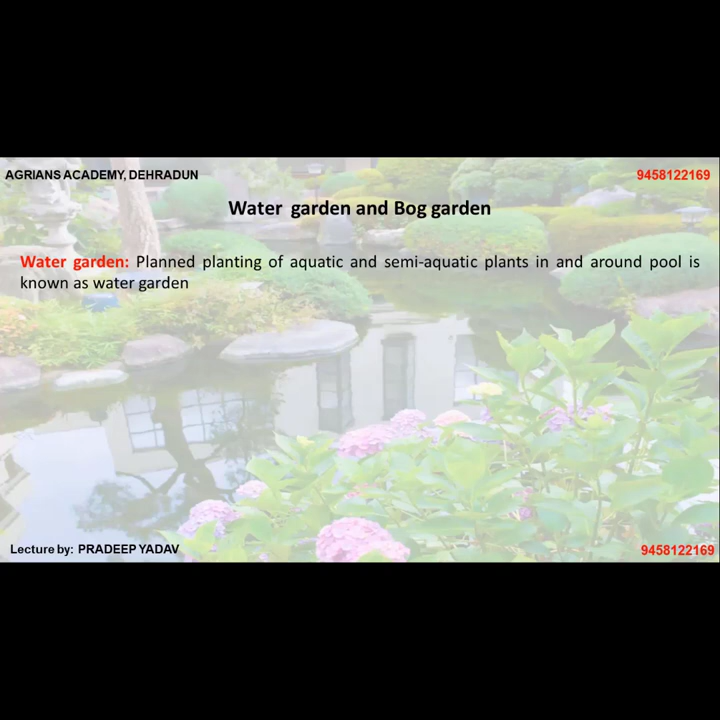 AGRIANS ACADEMY, DEHRADUN
9458122169
Water garden and Bog garden
Water garden: Planned planting of aquatic and semi-aquatic plants in and around pool is
known as water garden
Lecture by: PRADEEP YADAV
9458122169